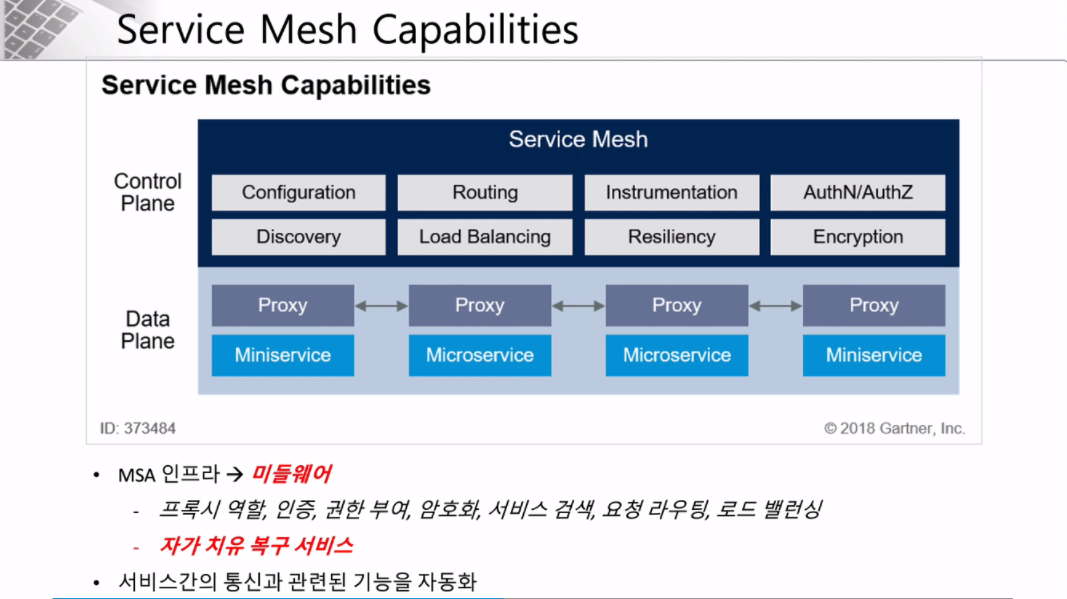 Service Mesh Capabilities
Service Mesh Capabilities
Service Mesh
Control
Plane
Configuration
Routing
Instrumentation
AuthN/AuthZ
Discovery
Load Balancing
Resiliency
Encryption
Data
Plane
Proxy
Proxy
Proxy
Proxy
Miniservice
Microservice
Microservice
Miniservice
ID: 373484
© 2018 Gartner, Inc.
• MSA 인프라 → 미들웨어
- 프록시 역할, 인증, 권한 부여, 암호화, 서비스 검색, 요청 라우팅, 로드 밸런싱
- 자가 치유 복구 서비스
• 서비스간의 통신과 관련된 기능을 자동화